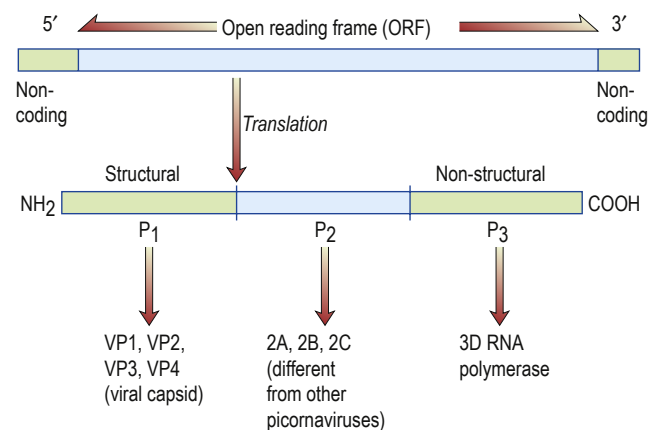 5′ Open reading frame (ORF) 3′
Non-
coding
Non-
coding
Translation
Structural
Non-structural
NH2
COOH
P1
P2
P3
VP1, VP2,
VP3, VP4
(viral capsid)
2A, 2B, 2C
(different
from other
picornaviruses)
3D RNA
polymerase